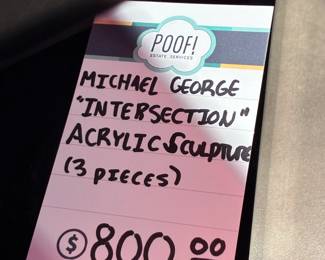 POOF!
ESTATE SERVICES
MICHAEL GEORGE
"INTERSECTION"
ACRYLIC SCULPTURE
(3 PIECES)
$ 800.00